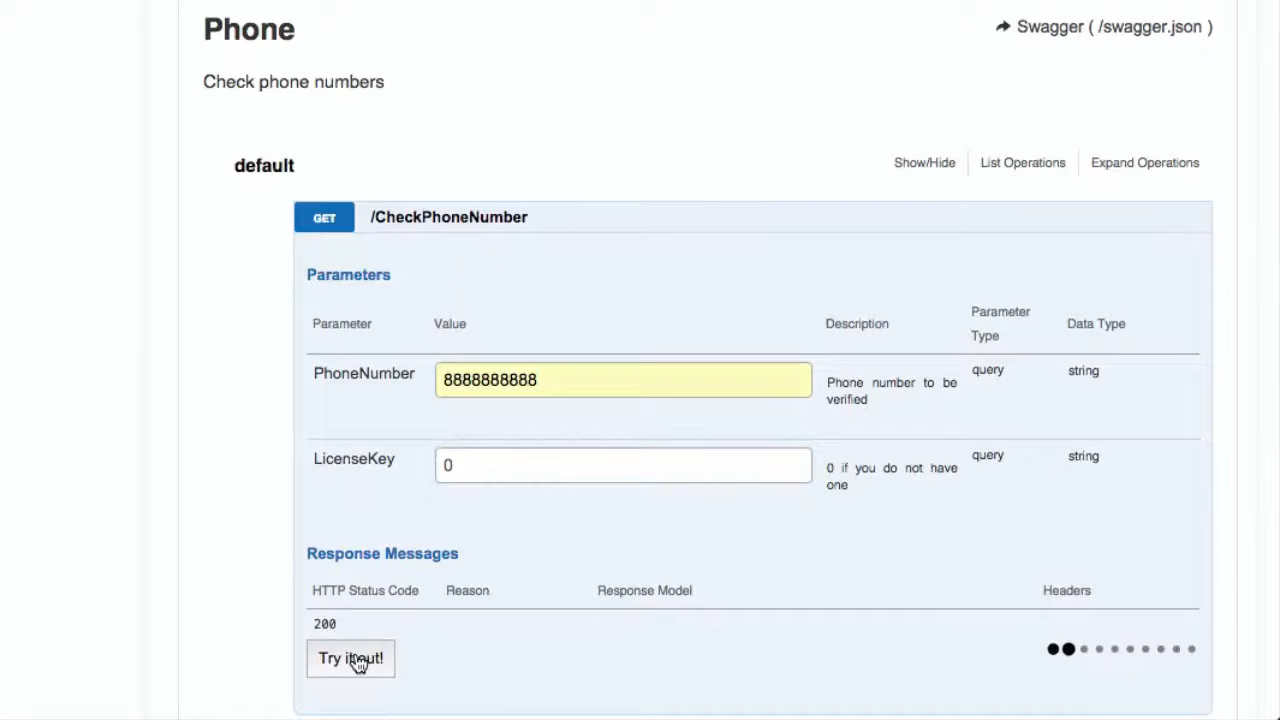 Phone
Swagger ( /swagger.json )
Check phone numbers
default
Show/Hide
List Operations
Expand Operations
GET
/CheckPhoneNumber
Parameters
Parameter
Value
Description
Parameter
Type
Data Type
PhoneNumber
8888888888
Phone number to be
verified
query
string
LicenseKey
0
0 if you do not have
one
query
string
Response Messages
HTTP Status Code
Reason
Response Model
Headers
200
Try it out!